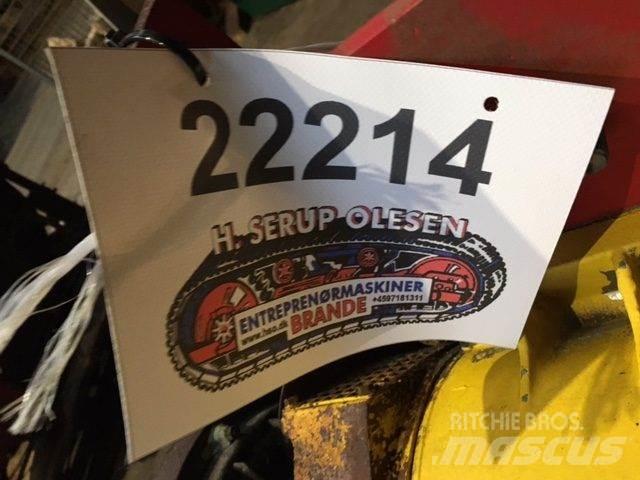 22214
H. SERUP OLESEN
ENTREPRENØRMASKINER
www.hso.dk BRANDE +4597181311
RITCHIE BROS.
MASCUS